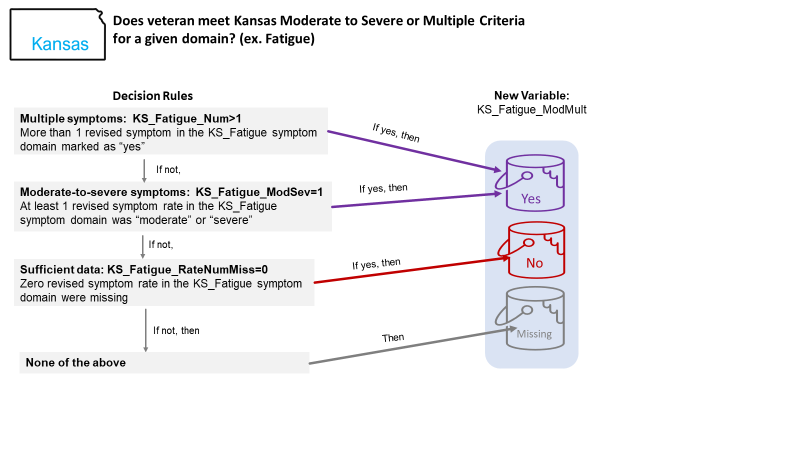 Kansas
Does veteran meet Kansas Moderate to Severe or Multiple Criteria
for a given domain? (ex. Fatigue)
Decision Rules
New Variable:
KS_Fatigue_ModMult
Multiple symptoms: KS_Fatigue_Num>1
More than 1 revised symptom in the KS_Fatigue symptom
domain marked as “yes”
If yes, then
If not,
Moderate-to-severe symptoms: KS_Fatigue_ModSev=1
At least 1 revised symptom rate in the KS_Fatigue
symptom domain was “moderate” or “severe”
If yes, then
Yes
If not,
Sufficient data: KS_Fatigue_RateNumMiss=0
Zero revised symptom rate in the KS_Fatigue symptom
domain were missing
If yes, then
No
If not, then
None of the above
Then
Missing